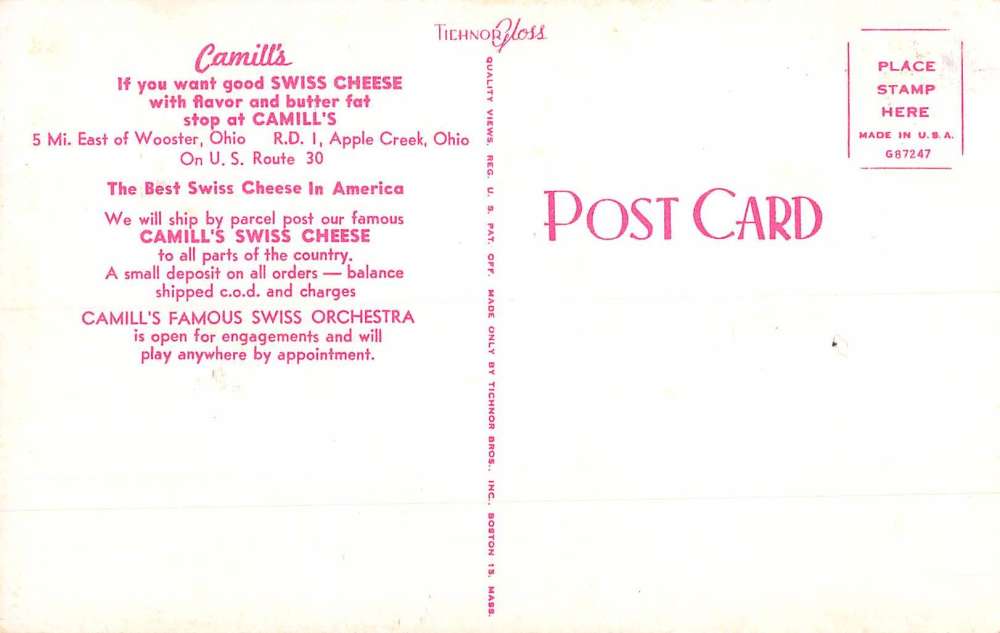 TICHNOR Gloss
Camill's
If you want good SWISS CHEESE
with flavor and butter fat
stop at CAMILL'S
5 Mi. East of Wooster, Ohio R.D. 1, Apple Creek, Ohio
On U. S. Route 30
The Best Swiss Cheese In America
We will ship by parcel post our famous
CAMILL'S SWISS CHEESE
to all parts of the country.
A small deposit on all orders — balance
shipped c.o.d. and charges
CAMILL'S FAMOUS SWISS ORCHESTRA
is open for engagements and will
play anywhere by appointment.
QUALITY VIEWS, REG. U. S. PAT. OFF. MADE ONLY BY TICHNOR BROS., INC., BOSTON 15, MASS.
POST CARD
PLACE
STAMP
HERE
MADE IN U.S.A.
G87247